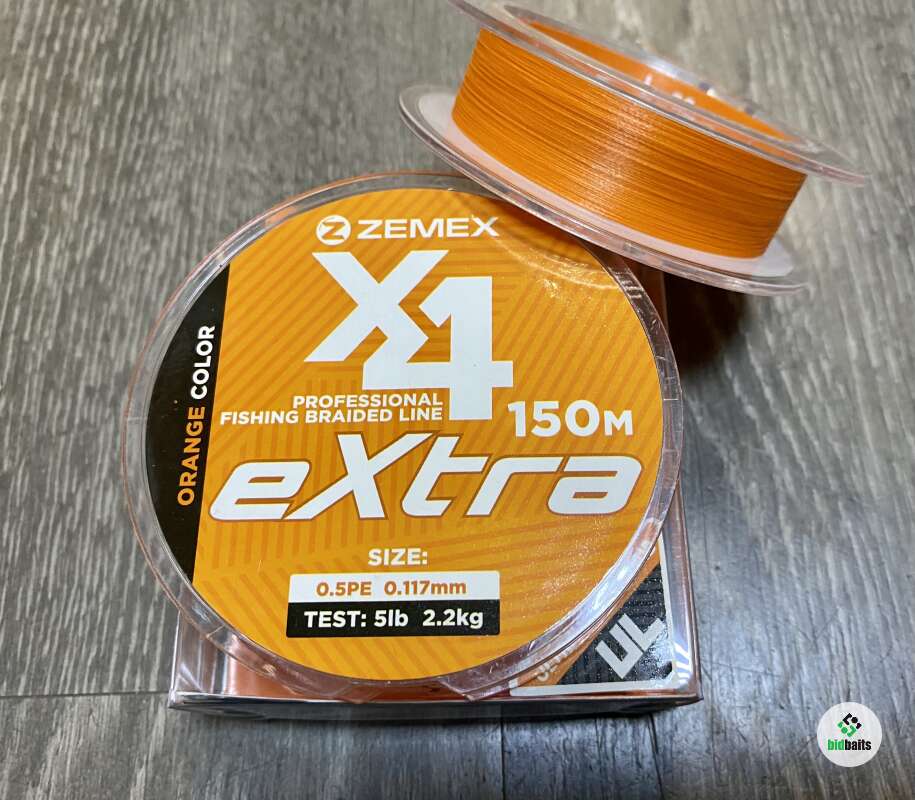 ZEMEX
X4
PROFESSIONAL
FISHING BRAIDED LINE
150M
eXtra
ORANGE COLOR
SIZE:
0.5PE 0.117mm
TEST: 5lb 2.2kg
UL
bidbaits